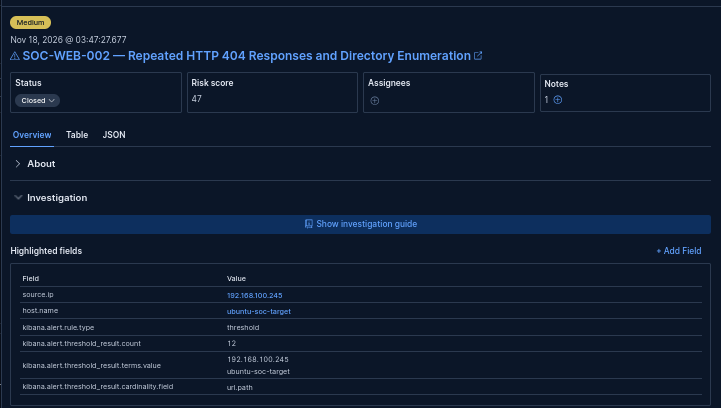 Medium
Nov 18, 2026 @ 03:47:27.677
SOC-WEB-002 — Repeated HTTP 404 Responses and Directory Enumeration
Status
Closed
Risk score
47
Assignees
Notes
1
Overview Table JSON
About
Investigation
Show investigation guide
Highlighted fields
+ Add Field
Field Value
source.ip 192.168.100.245
host.name ubuntu-soc-target
kibana.alert.rule.type threshold
kibana.alert.threshold_result.count 12
kibana.alert.threshold_result.terms.value 192.168.100.245
ubuntu-soc-target
kibana.alert.threshold_result.cardinality.field url.path